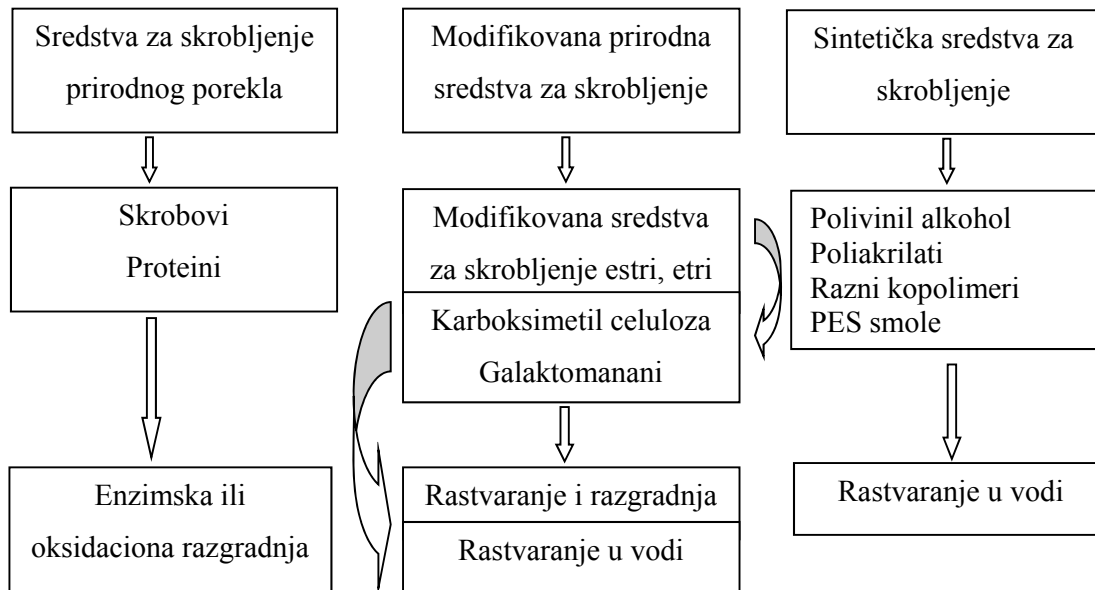 Sredstva za skrobljenje
prirodnog porekla
Modifikovana prirodna
sredstva za skrobljenje
Sintetička sredstva za
skrobljenje
Skrobovi
Proteini
Modifikovana sredstva
za skrobljenje estri, etri
Karboksimetil celuloza
Galaktomanani
Polivinil alkohol
Poliakrilati
Razni kopolimeri
PES smole
Enzimska ili
oksidaciona razgradnja
Rastvaranje i razgradnja
Rastvaranje u vodi
Rastvaranje u vodi